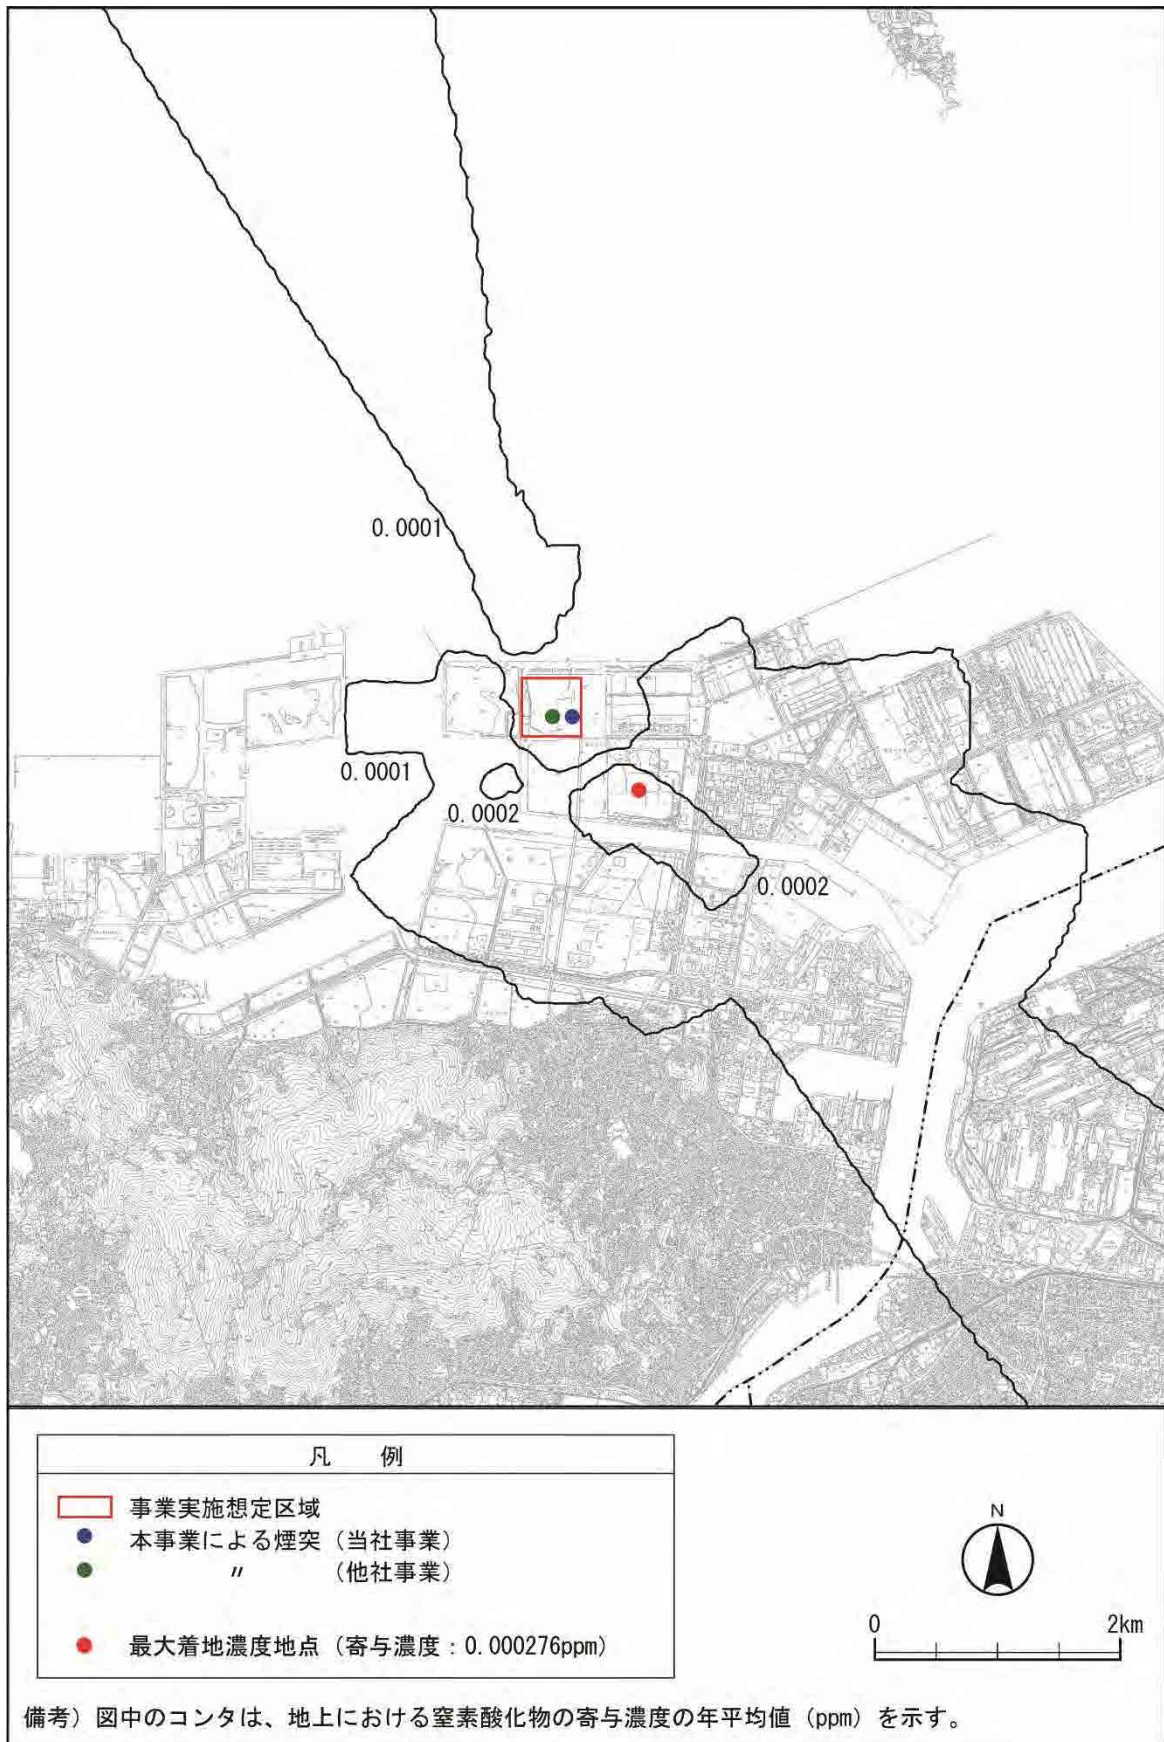 0.0001
0.0001
0.0002
0.0002
凡 例
事業実施想定区域
本事業による煙突（当社事業）
〃 （他社事業）
最大着地濃度地点（寄与濃度：0.000276ppm）
N
0 2km
備考）図中のコンタは、地上における窒素酸化物の寄与濃度の年平均値（ppm）を示す。